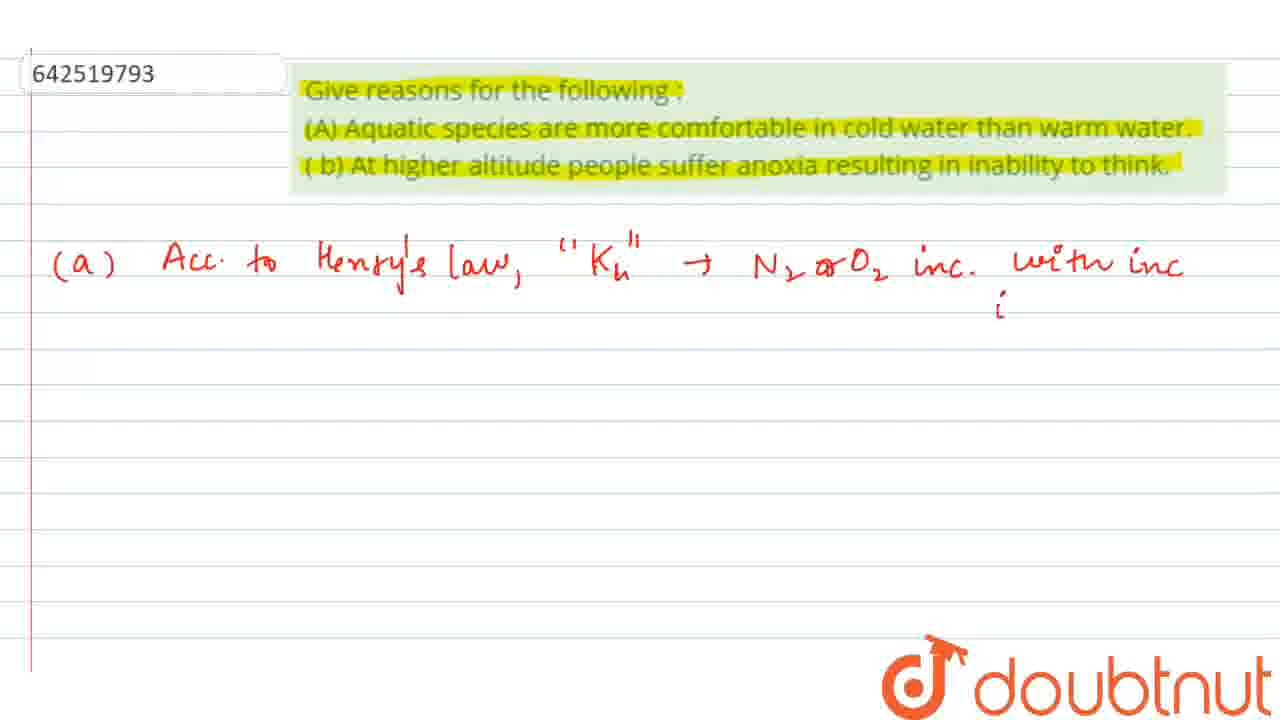 642519793
Give reasons for the following :
(A) Aquatic species are more comfortable in cold water than warm water.
( b) At higher altitude people suffer anoxia resulting in inability to think.
(a) Acc. to Henry's law, "KH" → N2 or O2 inc. with inc
i
doubtnut